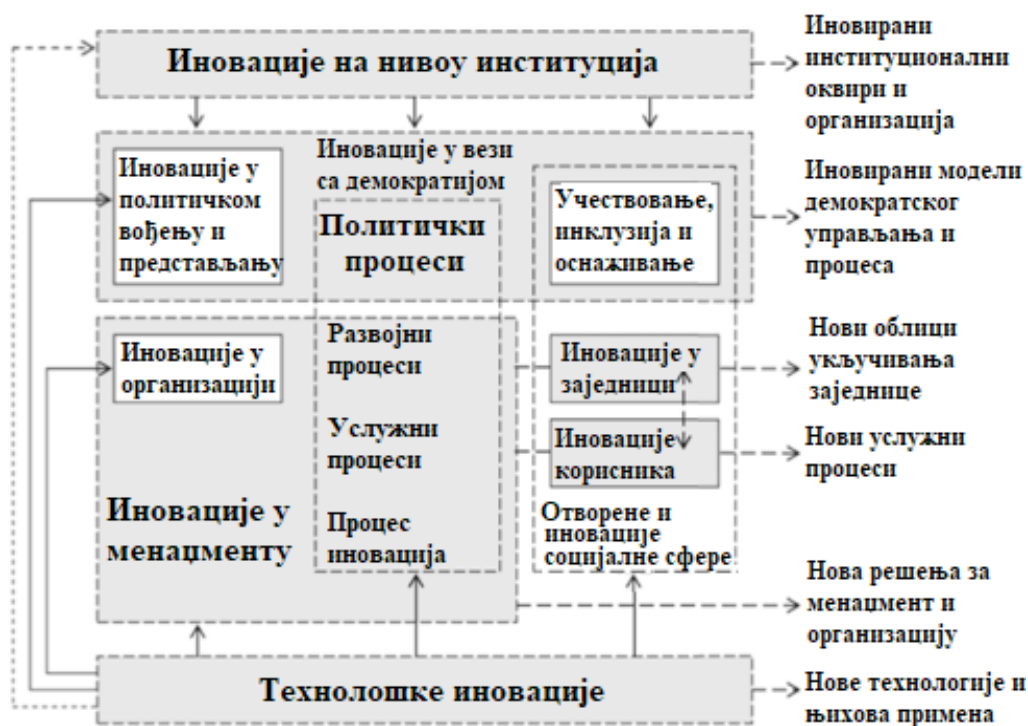 Иновације на нивоу институција
Иновирани
институционални
оквири и
организација
Иновације у
политичком
вођењу и
представљању
Иновације у вези
са демократијом
Политички
процеси
Учествовање,
инклузија и
оснаживање
Иновирани модели
демократског
управљања и
процеса
Иновације у
организацији
Развојни
процеси
Иновације у
заједници
Нови облици
укључивања
заједнице
Услужни
процеси
Иновације
корисника
Нови услужни
процеси
Иновације у
менаџменту
Процес
иновација
Отворене и
иновације
социјалне сфере
Нова решења за
менаџмент и
организацију
Технолошке иновације
Нове технологије и
њихова примена